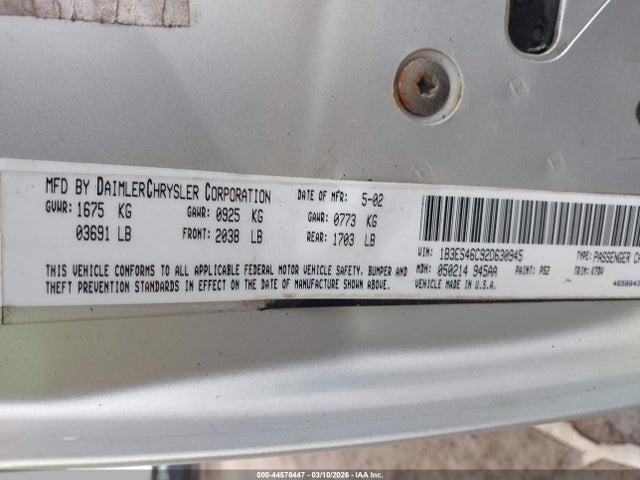 MFD BY DAIMLERCHRYSLER CORPORATION DATE OF MFR: 5-02
GVWR: 1675 KG GAWR: 0925 KG GAWR: 0773 KG
03691 LB FRONT: 2038 LB REAR: 1703 LB
VIN: 1B3ES46C92D630945 TYPE: PASSENGER CA
THIS VEHICLE CONFORMS TO ALL APPLICABLE FEDERAL MOTOR VEHICLE SAFETY, BUMPER AND
THEFT PREVENTION STANDARDS IN EFFECT ON THE DATE OF MANUFACTURE SHOWN ABOVE.
MDH: 050214 945AA PAINT: PS2 TRIM: K7DV
VEHICLE MADE IN U.S.A. 4658843
000-44576447 - 03/10/2026 - IAA Inc.